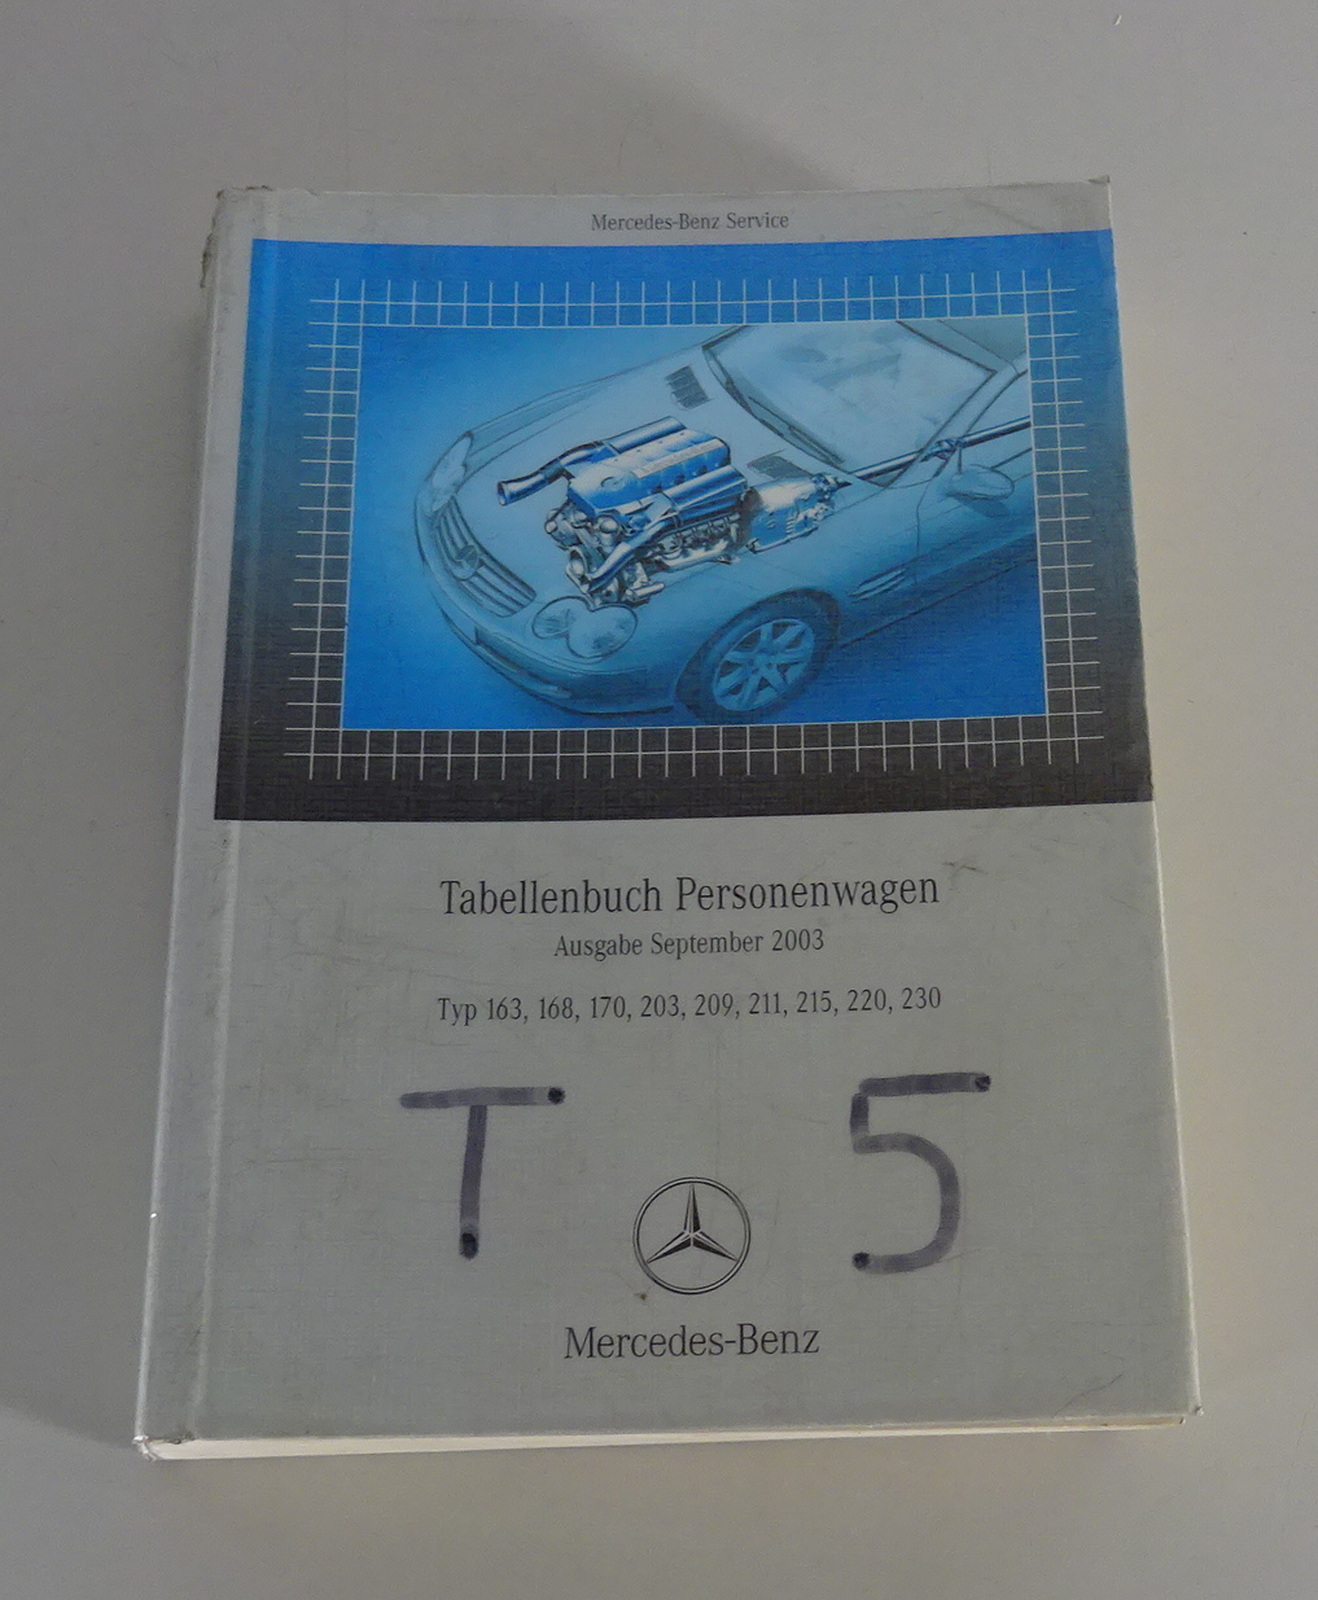 Mercedes-Benz Service
Tabellenbuch Personenwagen
Ausgabe September 2003
Typ 163, 168, 170, 203, 209, 211, 215, 220, 230
T 5
Mercedes-Benz